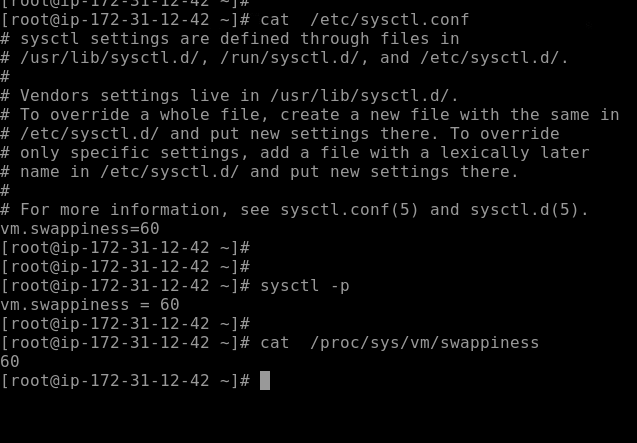 [root@ip-172-31-12-42 ~]#
[root@ip-172-31-12-42 ~]# cat  /etc/sysctl.conf
# sysctl settings are defined through files in
# /usr/lib/sysctl.d/, /run/sysctl.d/, and /etc/sysctl.d/.
#
# Vendors settings live in /usr/lib/sysctl.d/.
# To override a whole file, create a new file with the same in
# /etc/sysctl.d/ and put new settings there. To override
# only specific settings, add a file with a lexically later
# name in /etc/sysctl.d/ and put new settings there.
#
# For more information, see sysctl.conf(5) and sysctl.d(5).
vm.swappiness=60
[root@ip-172-31-12-42 ~]#
[root@ip-172-31-12-42 ~]#
[root@ip-172-31-12-42 ~]# sysctl -p
vm.swappiness = 60
[root@ip-172-31-12-42 ~]#
[root@ip-172-31-12-42 ~]# cat  /proc/sys/vm/swappiness
60
[root@ip-172-31-12-42 ~]#